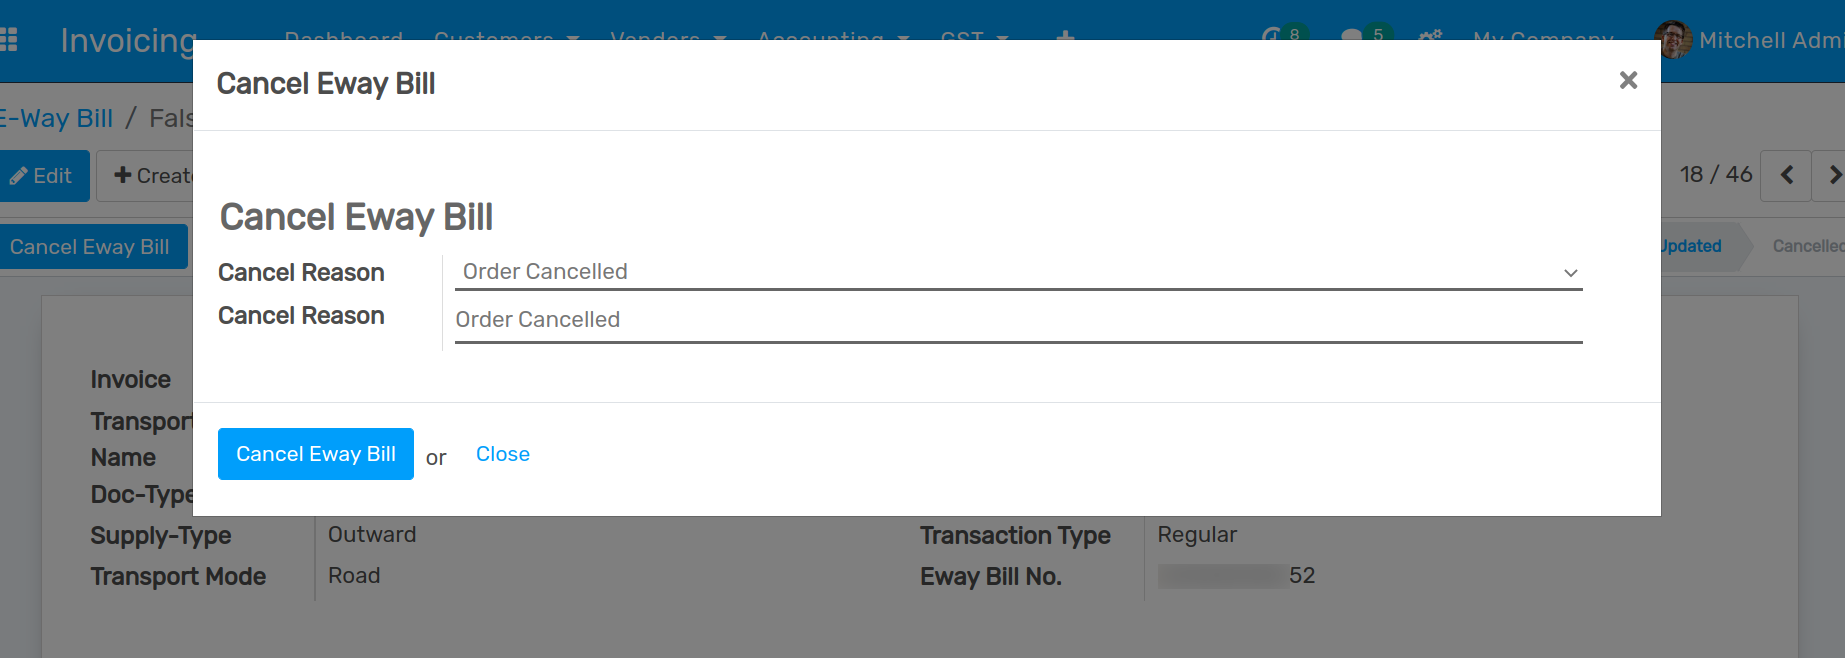 Invoicing Dashboard Customers Vendors Accounting GST 8 5 My Company Mitchell Admi
Cancel Eway Bill
E-Way Bill / Fals
Edit Create 18 / 46
Cancel Eway Bill
Cancel Eway Bill Updated Cancelled
Cancel Reason Order Cancelled
Cancel Reason Order Cancelled
Invoice
Transport
Name
Doc-Type
Cancel Eway Bill or Close
Supply-Type Outward Transaction Type Regular
Transport Mode Road Eway Bill No. 52